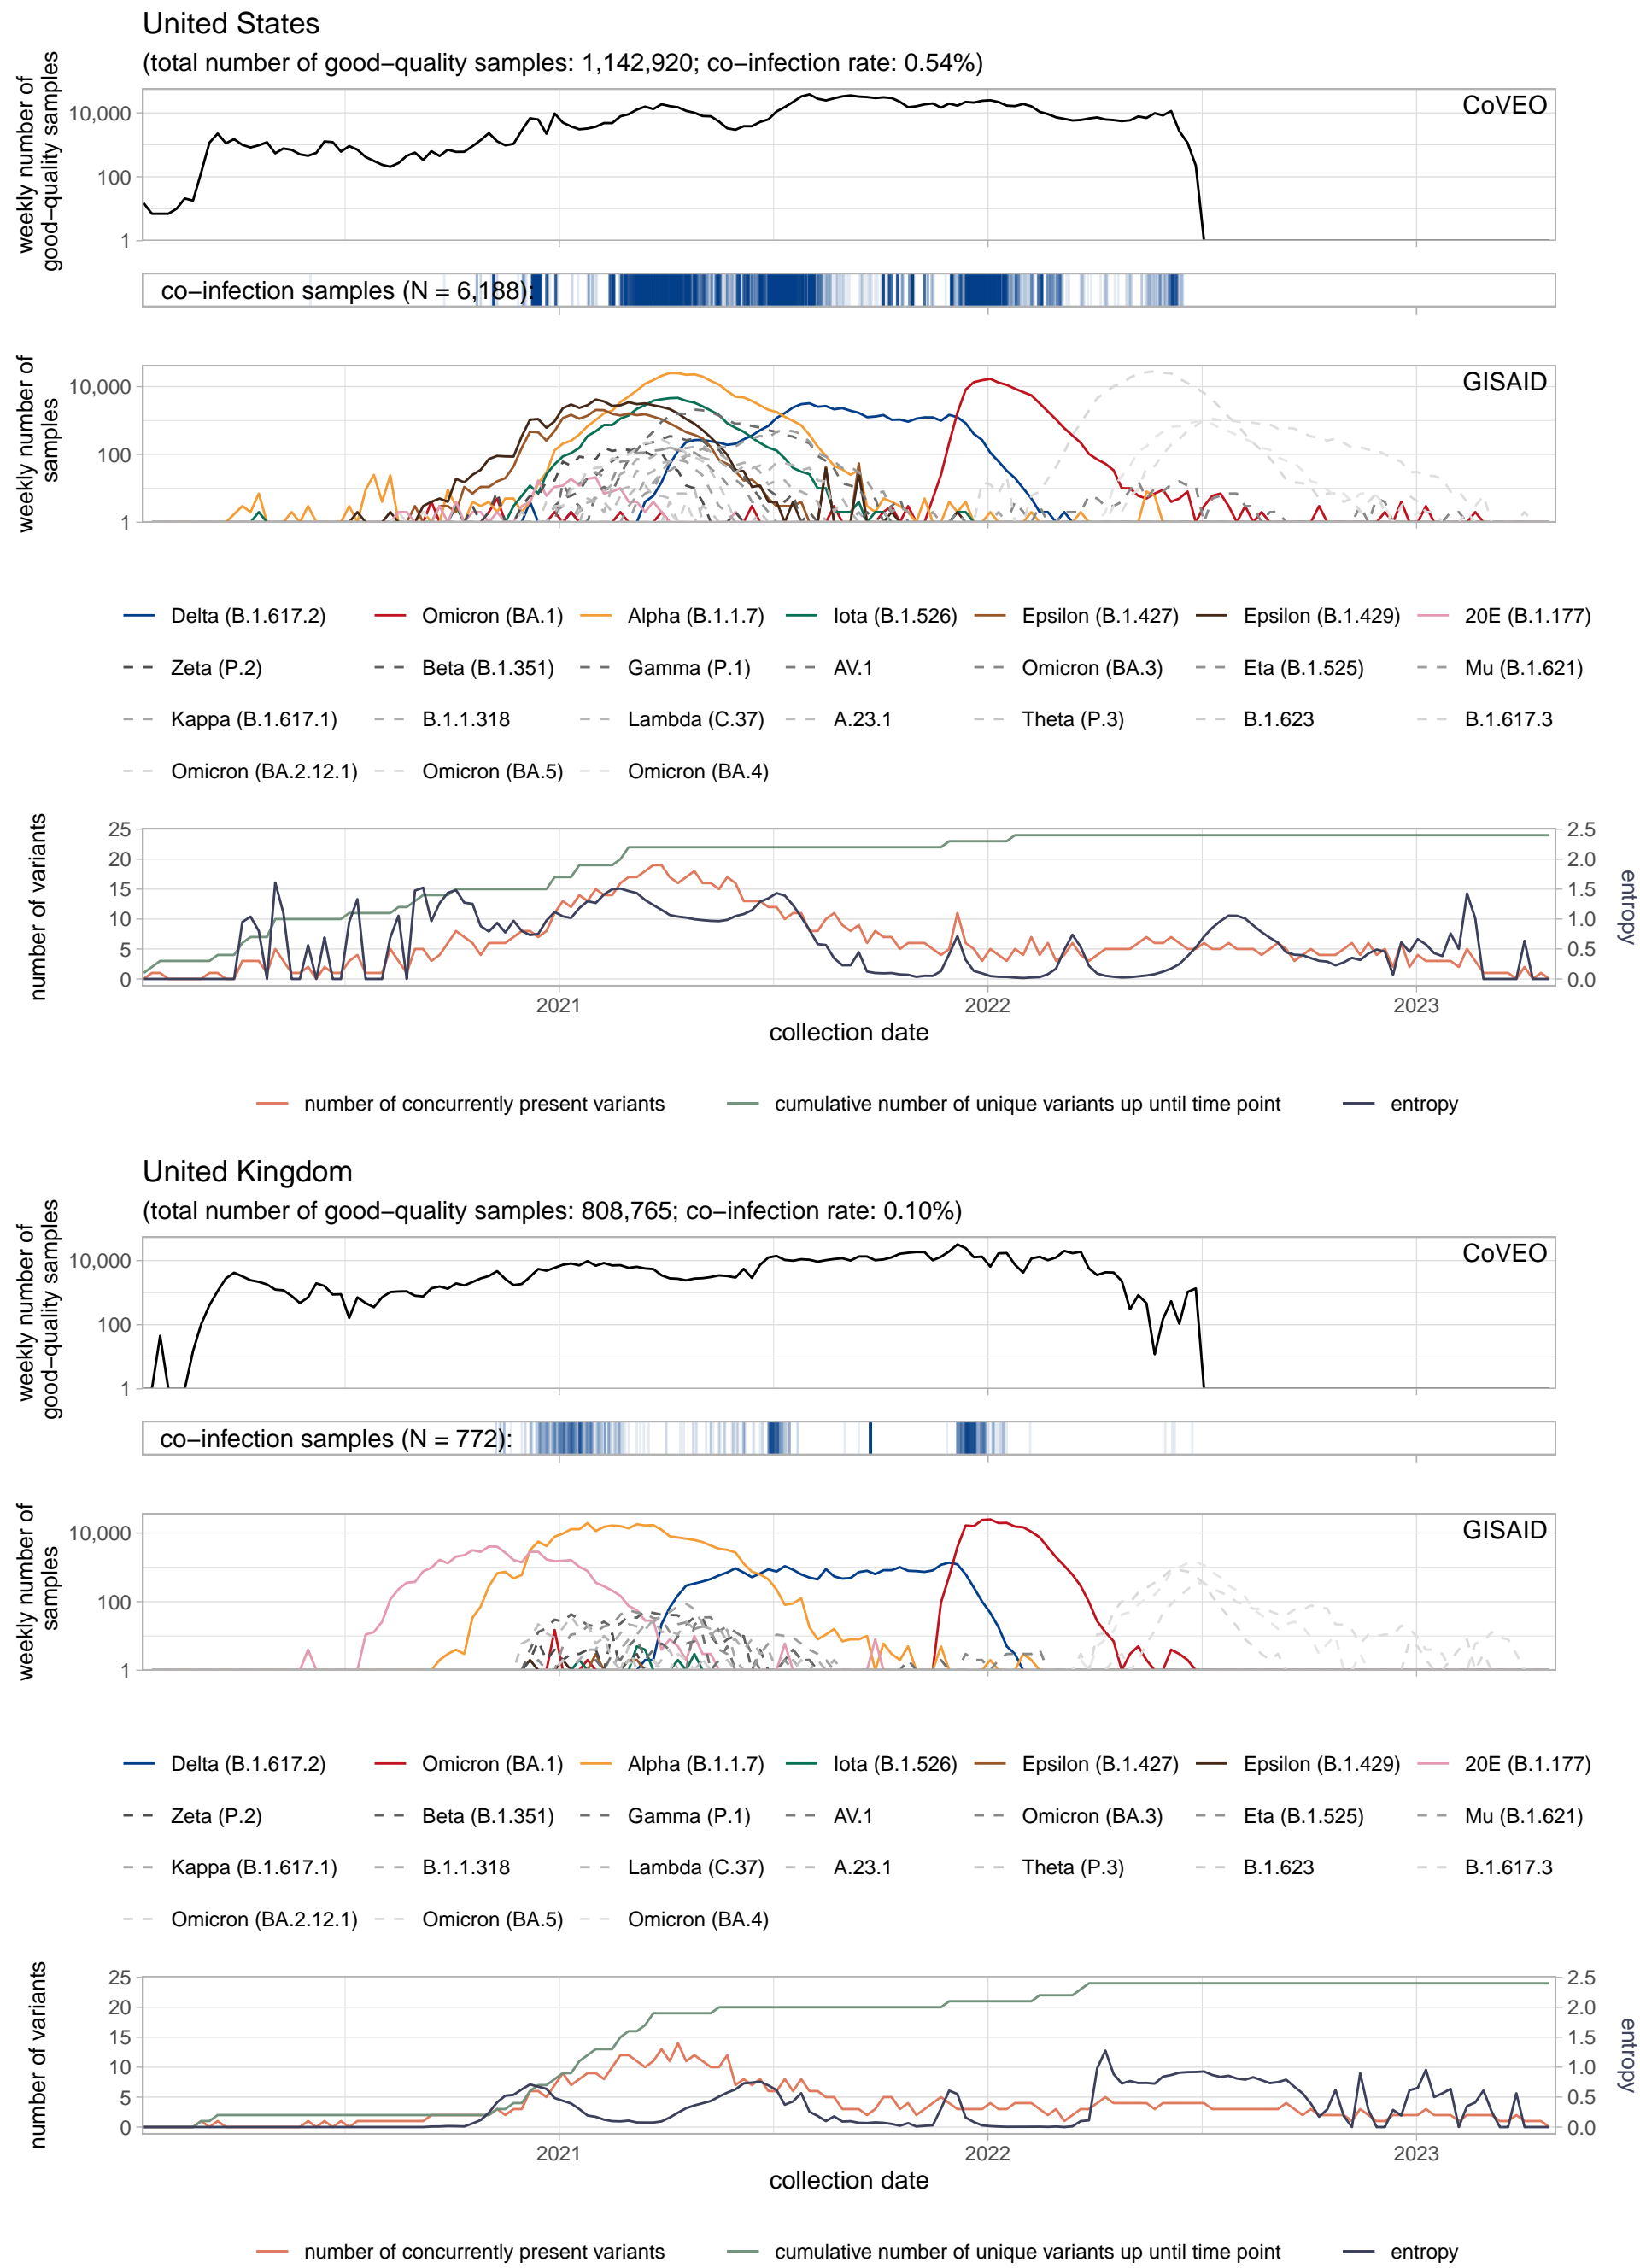 United States
(total number of good−quality samples: 1,142,920; co−infection rate: 0.54%)
weekly number of
good−quality samples
10,000
100
1
CoVEO
co−infection samples (N = 6,188):
weekly number of
samples
10,000
100
1
GISAID
Delta (B.1.617.2) Omicron (BA.1) Alpha (B.1.1.7) Iota (B.1.526) Epsilon (B.1.427) Epsilon (B.1.429) 20E (B.1.177)
Zeta (P.2) Beta (B.1.351) Gamma (P.1) AV.1 Omicron (BA.3) Eta (B.1.525) Mu (B.1.621)
Kappa (B.1.617.1) B.1.1.318 Lambda (C.37) A.23.1 Theta (P.3) B.1.623 B.1.617.3
Omicron (BA.2.12.1) Omicron (BA.5) Omicron (BA.4)
number of variants
25
20
15
10
5
0
2.5
2.0
1.5
1.0
0.5
0.0
entropy
2021 2022 2023
collection date
number of concurrently present variants cumulative number of unique variants up until time point entropy
United Kingdom
(total number of good−quality samples: 808,765; co−infection rate: 0.10%)
weekly number of
good−quality samples
10,000
100
1
CoVEO
co−infection samples (N = 772):
weekly number of
samples
10,000
100
1
GISAID
Delta (B.1.617.2) Omicron (BA.1) Alpha (B.1.1.7) Iota (B.1.526) Epsilon (B.1.427) Epsilon (B.1.429) 20E (B.1.177)
Zeta (P.2) Beta (B.1.351) Gamma (P.1) AV.1 Omicron (BA.3) Eta (B.1.525) Mu (B.1.621)
Kappa (B.1.617.1) B.1.1.318 Lambda (C.37) A.23.1 Theta (P.3) B.1.623 B.1.617.3
Omicron (BA.2.12.1) Omicron (BA.5) Omicron (BA.4)
number of variants
25
20
15
10
5
0
2.5
2.0
1.5
1.0
0.5
0.0
entropy
2021 2022 2023
collection date
number of concurrently present variants cumulative number of unique variants up until time point entropy